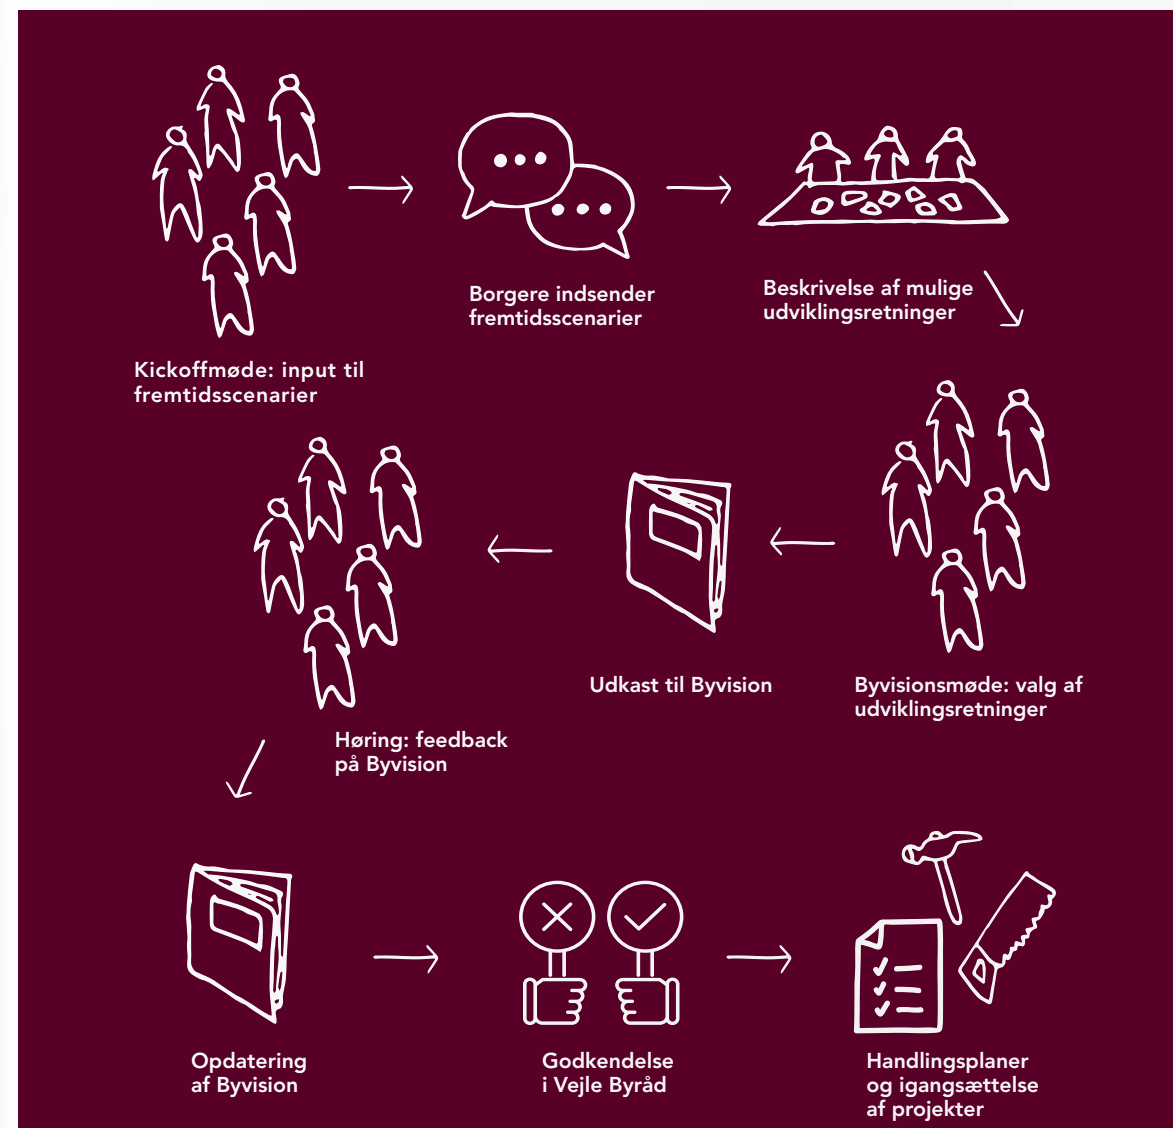 Kickoffmøde: input til
fremtidsscenarier
Borgere indsender
fremtidsscenarier
Beskrivelse af mulige
udviklingsretninger
Byvisionsmøde: valg af
udviklingsretninger
Udkast til Byvision
Høring: feedback
på Byvision
Opdatering
af Byvision
Godkendelse
i Vejle Byråd
Handlingsplaner
og igangsættelse
af projekter